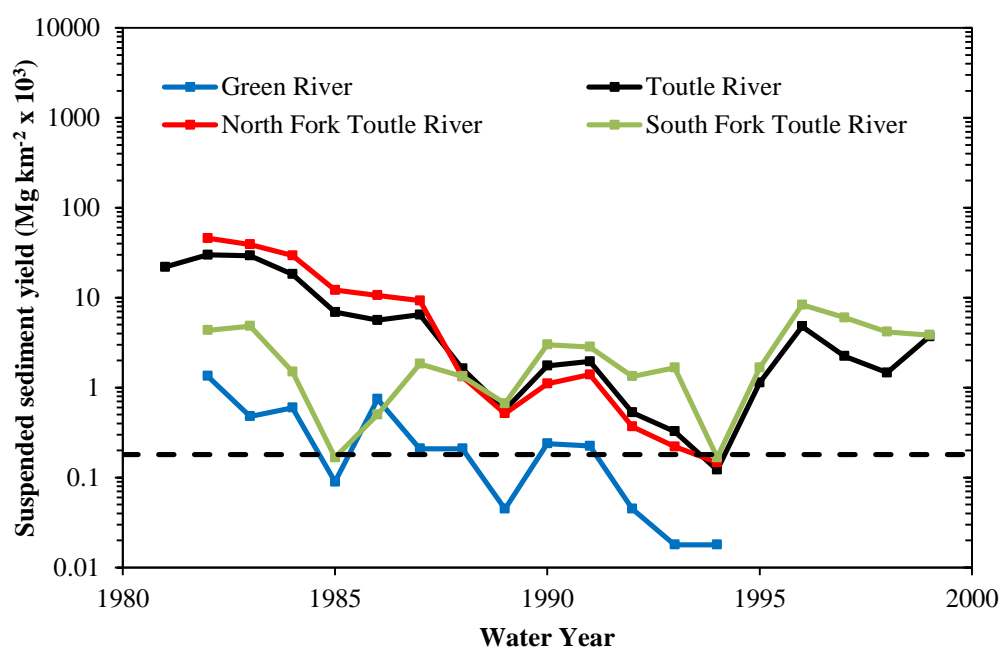 10000
1000
100
10
1
0.1
0.01
Suspended sediment yield (Mg km-2 x 103)
Green River
Toutle River
North Fork Toutle River
South Fork Toutle River
1980
1985
1990
1995
2000
Water Year